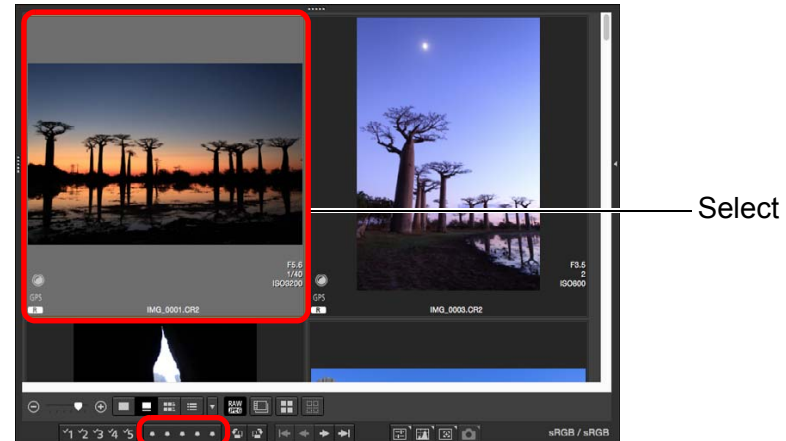 Select
F5.6
1/40
ISO3200
GPS
R
IMG_0001.CR2
F3.5
2
ISO800
GPS
R
IMG_0003.CR2
RAW
JPEG
1 2 3 4 5
sRGB / sRGB